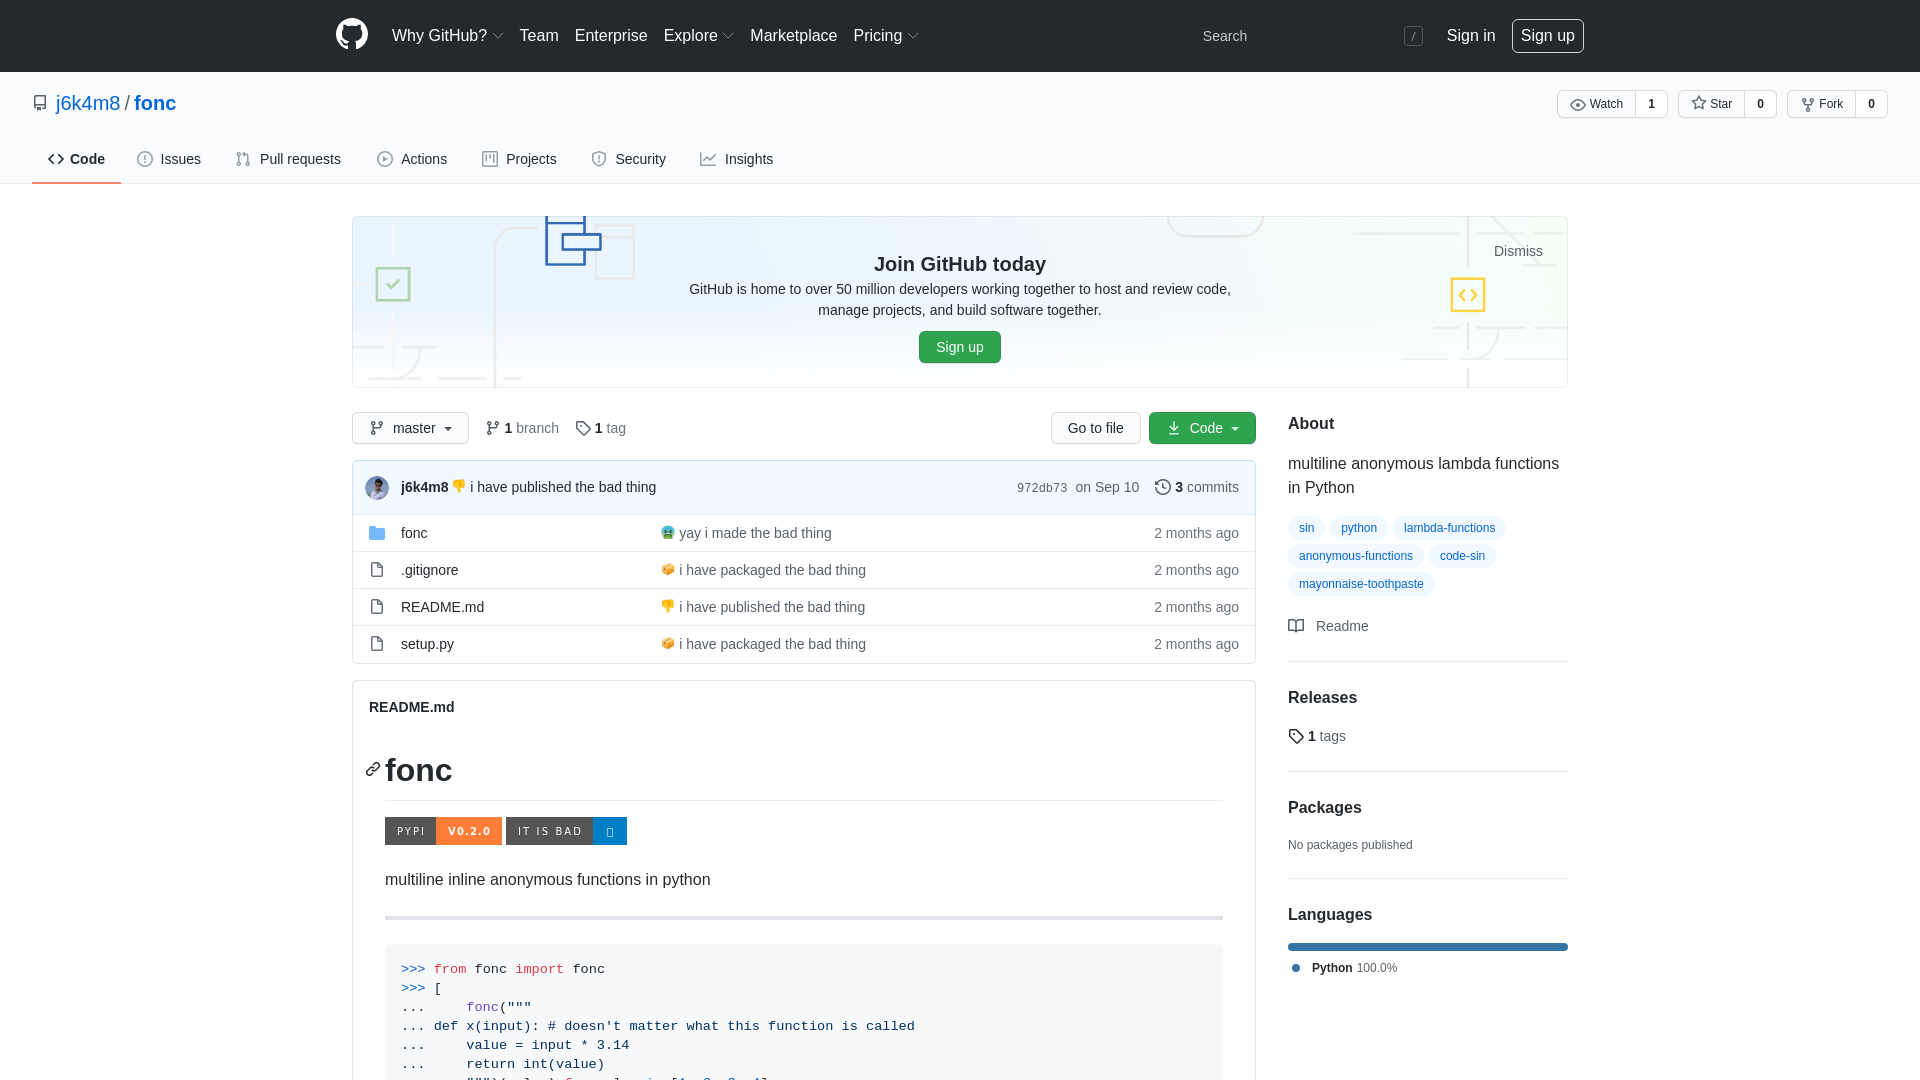 Why GitHub? Team Enterprise Explore Marketplace Pricing Search / Sign in Sign up
j6k4m8 / fonc Watch 1 Star 0 Fork 0
Code Issues Pull requests Actions Projects Security Insights
Dismiss
Join GitHub today
GitHub is home to over 50 million developers working together to host and review code,
manage projects, and build software together.
Sign up
master 1 branch 1 tag Go to file Code
j6k4m8 👎 i have published the bad thing 972db73 on Sep 10 3 commits
fonc 🤮 yay i made the bad thing 2 months ago
.gitignore 📦 i have packaged the bad thing 2 months ago
README.md 👎 i have published the bad thing 2 months ago
setup.py 📦 i have packaged the bad thing 2 months ago
README.md
fonc
PYPI V0.2.0 IT IS BAD
multiline inline anonymous functions in python
>>> from fonc import fonc
>>> [
...     fonc("""
... def x(input): # doesn't matter what this function is called
...     value = input * 3.14
...     return int(value)
About
multiline anonymous lambda functions
in Python
sin python lambda-functions
anonymous-functions code-sin
mayonnaise-toothpaste
Readme
Releases
1 tags
Packages
No packages published
Languages
Python 100.0%